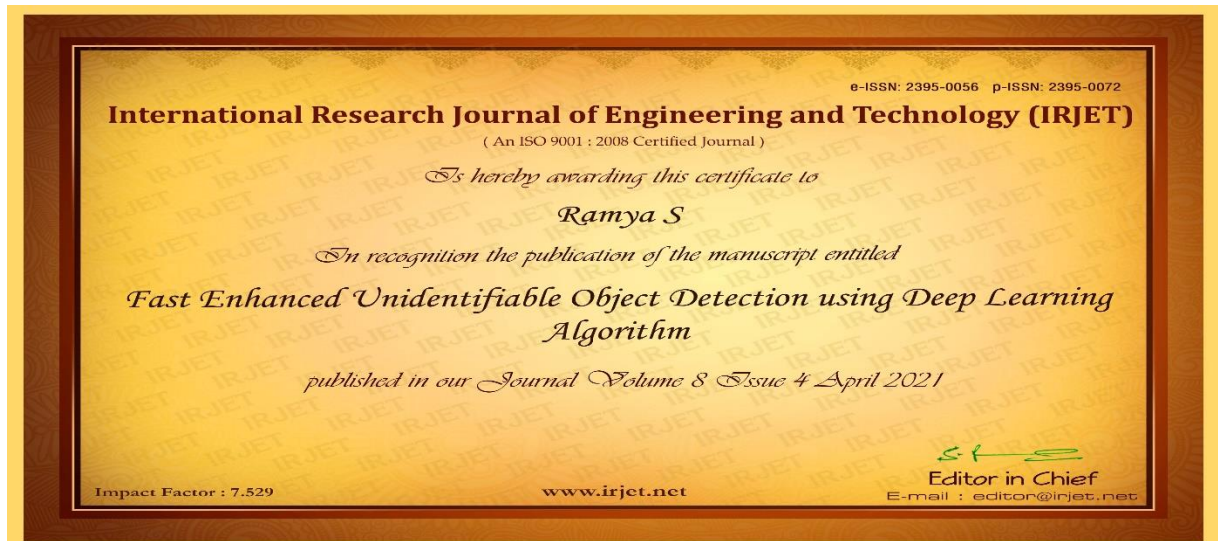 e-ISSN: 2395-0056 p-ISSN: 2395-0072
International Research Journal of Engineering and Technology (IRJET)
( An ISO 9001 : 2008 Certified Journal )
Is hereby awarding this certificate to
Ramya S
In recognition the publication of the manuscript entitled
Fast Enhanced Unidentifiable Object Detection using Deep Learning
Algorithm
published in our Journal Volume 8 Issue 4 April 2021
Editor in Chief
Impact Factor : 7.529 www.irjet.net E-mail : editor@irjet.net